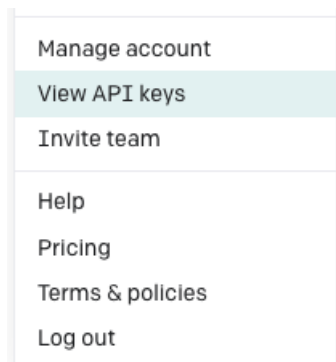 Manage account
View API keys
Invite team
Help
Pricing
Terms & policies
Log out